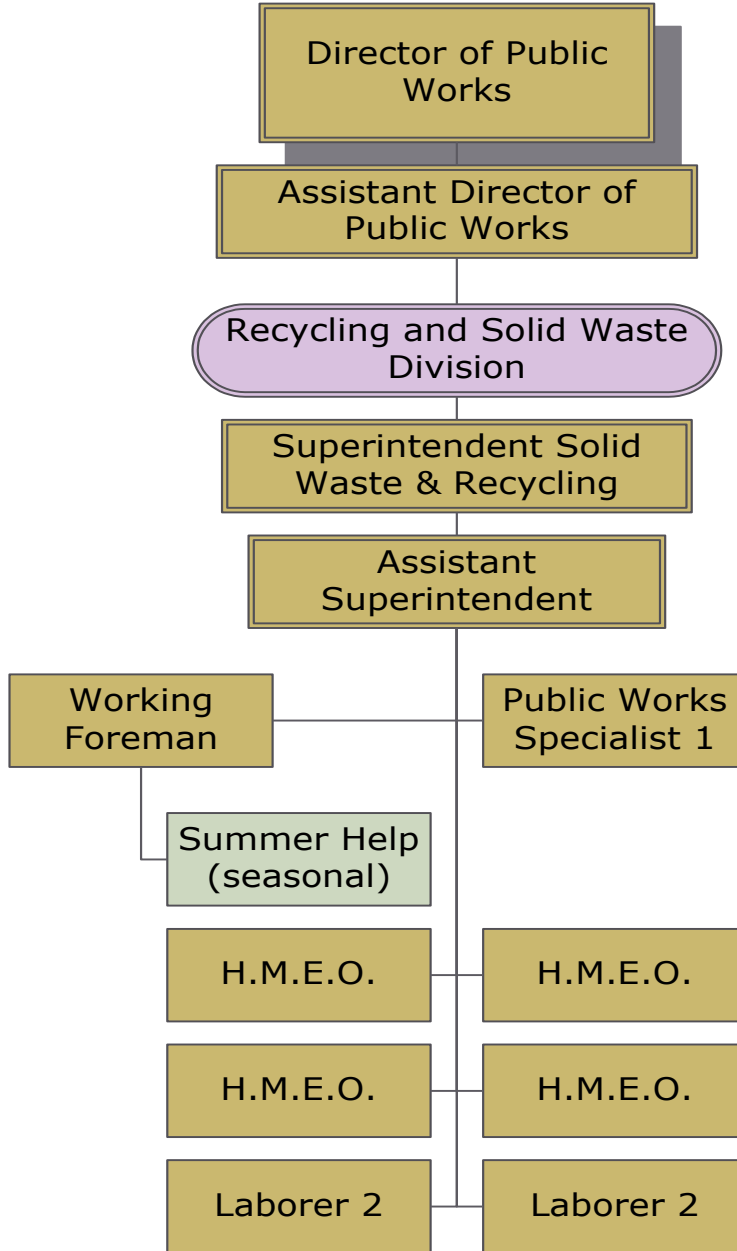 Director of Public
Works
Assistant Director of
Public Works
Recycling and Solid Waste
Division
Superintendent Solid
Waste & Recycling
Assistant
Superintendent
Working
Foreman
Public Works
Specialist 1
Summer Help
(seasonal)
H.M.E.O.
H.M.E.O.
H.M.E.O.
H.M.E.O.
Laborer 2
Laborer 2